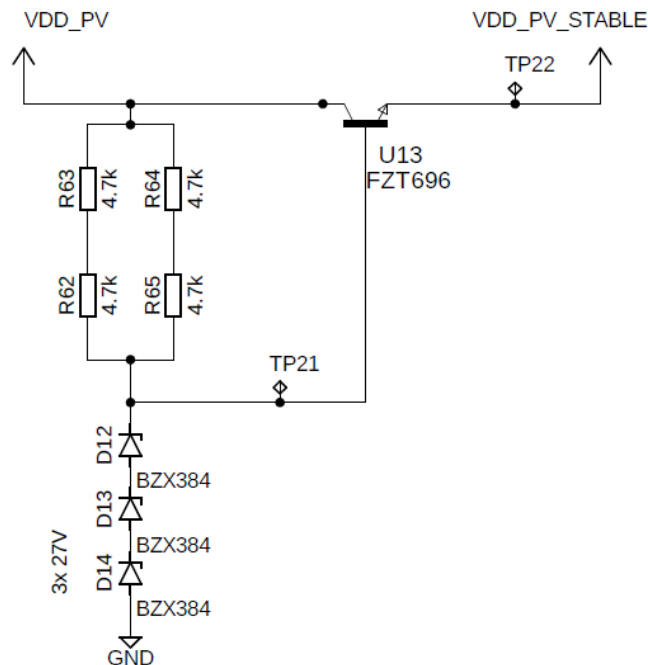 VDD_PV
VDD_PV_STABLE
TP22
U13
FZT696
R63
4.7k
R64
4.7k
R62
4.7k
R65
4.7k
TP21
D12
BZX384
D13
BZX384
3x 27V
D14
BZX384
GND